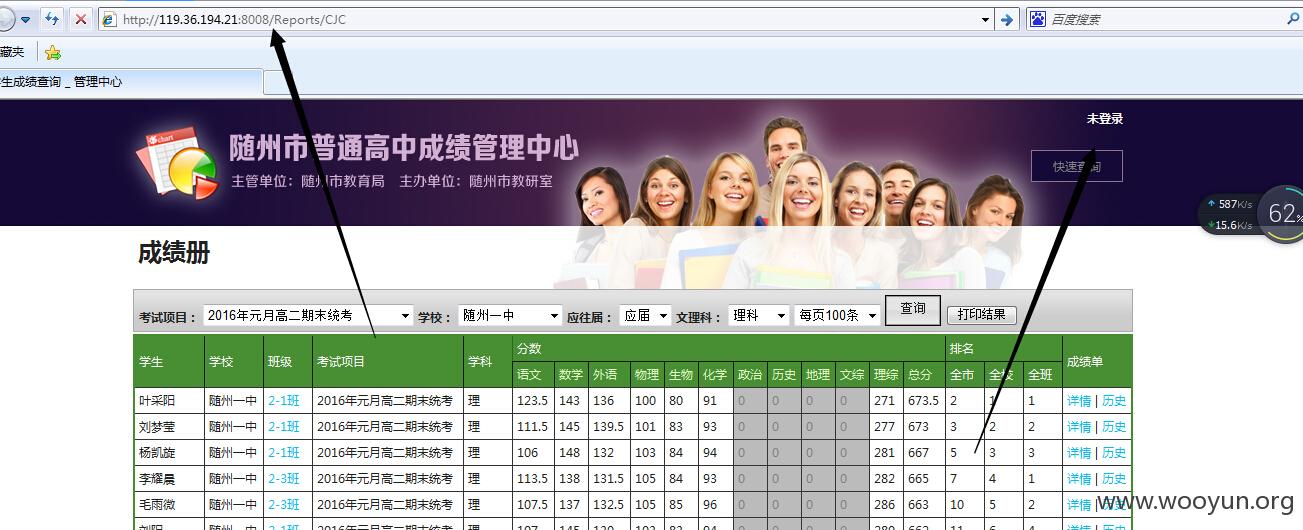 http://119.36.194.21:8008/Reports/CJC 百度搜索
藏夹
生成绩查询 _ 管理中心
chart
随州市普通高中成绩管理中心
主管单位：随州市教育局 主办单位：随州市教研室
未登录
快速查询
587K/s
15.6K/s
62%
成绩册
考试项目： 2016年元月高二期末统考 学校： 随州一中 应往届： 应届 文理科： 理科 每页100条 查询 打印结果
学生 学校 班级 考试项目 学科 分数 排名 成绩单
语文 数学 外语 物理 生物 化学 政治 历史 地理 文综 理综 总分 全市 全校 全班
叶采阳 随州一中 2-1班 2016年元月高二期末统考 理 123.5 143 136 100 80 91 0 0 0 0 271 673.5 2 1 1 详情 | 历史
刘梦莹 随州一中 2-1班 2016年元月高二期末统考 理 111.5 145 139.5 101 83 93 0 0 0 0 277 673 3 2 2 详情 | 历史
杨凯旋 随州一中 2-1班 2016年元月高二期末统考 理 106 148 132 103 84 94 0 0 0 0 281 667 5 3 3 详情 | 历史
李耀晨 随州一中 2-3班 2016年元月高二期末统考 理 113.5 138 131.5 105 84 93 0 0 0 0 282 665 7 4 1 详情 | 历史
毛雨微 随州一中 2-3班 2016年元月高二期末统考 理 107.5 137 132.5 105 85 96 0 0 0 0 286 663 10 5 2 详情 | 历史
www.wooyun.org